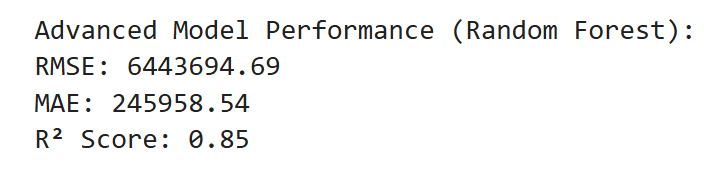 Advanced Model Performance (Random Forest):
RMSE: 6443694.69
MAE: 245958.54
R² Score: 0.85